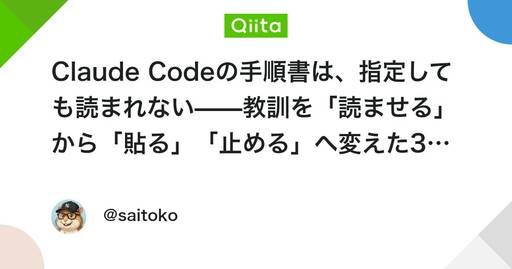 Qiita
Claude Codeの手順書は、指定して
も読まれない——教訓を「読ませる」
から「貼る」「止める」へ変えた3…
@saitoko